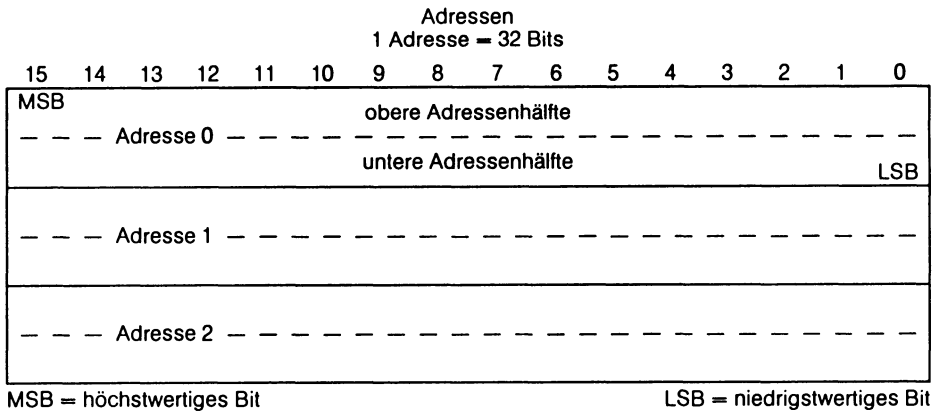 Adressen
1 Adresse = 32 Bits
15 14 13 12 11 10 9 8 7 6 5 4 3 2 1 0
MSB
obere Adressenhälfte
Adresse 0
untere Adressenhälfte
LSB
Adresse 1
Adresse 2
MSB = höchstwertiges Bit LSB = niedrigstwertiges Bit